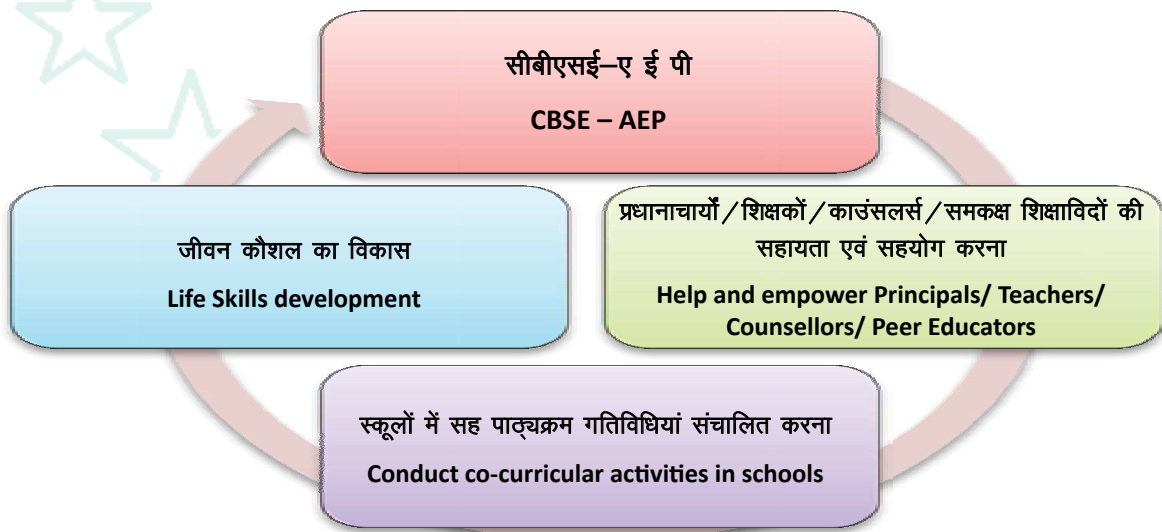 सीबीएसई–ए ई पी
CBSE – AEP
प्रधानाचार्यों/शिक्षकों/काउंसलर्स/समकक्ष शिक्षाविदों की
सहायता एवं सहयोग करना
Help and empower Principals/ Teachers/
Counsellors/ Peer Educators
जीवन कौशल का विकास
Life Skills development
स्कूलों में सह पाठ्यक्रम गतिविधियां संचालित करना
Conduct co-curricular activities in schools